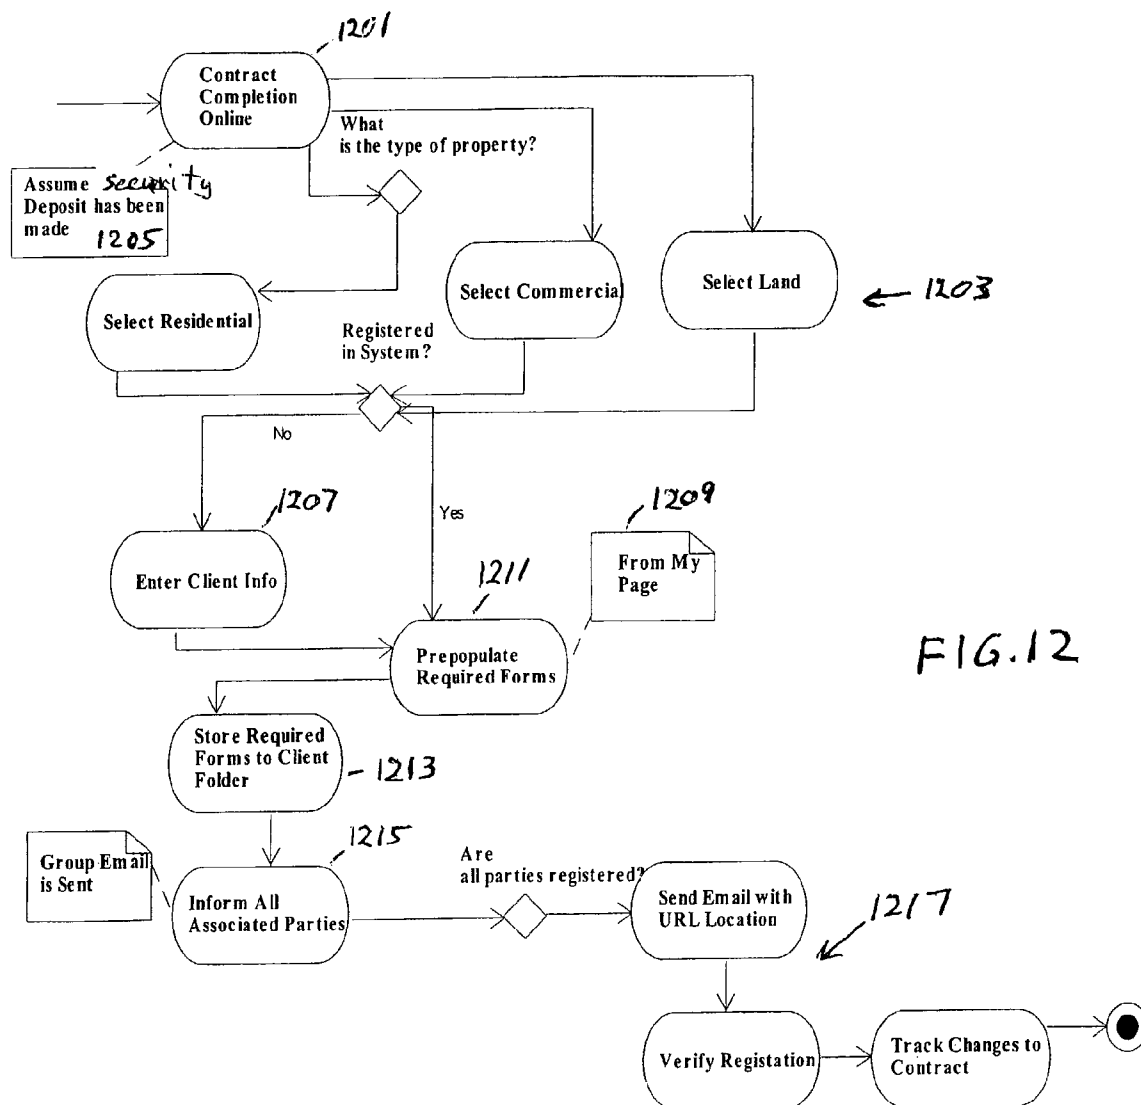 1201
Contract
Completion
Online
What
is the type of property?
Assume security
Deposit has been
made 1205
Select Residential
Select Commercial
Select Land
1203
Registered
in System?
No
Yes
1207
1209
Enter Client Info
1211
From My
Page
Prepopulate
Required Forms
FIG.12
Store Required
Forms to Client
Folder
1213
1215
Group Email
is Sent
Inform All
Associated Parties
Are
all parties registered?
Send Email with
URL Location
1217
Verify Registation
Track Changes to
Contract